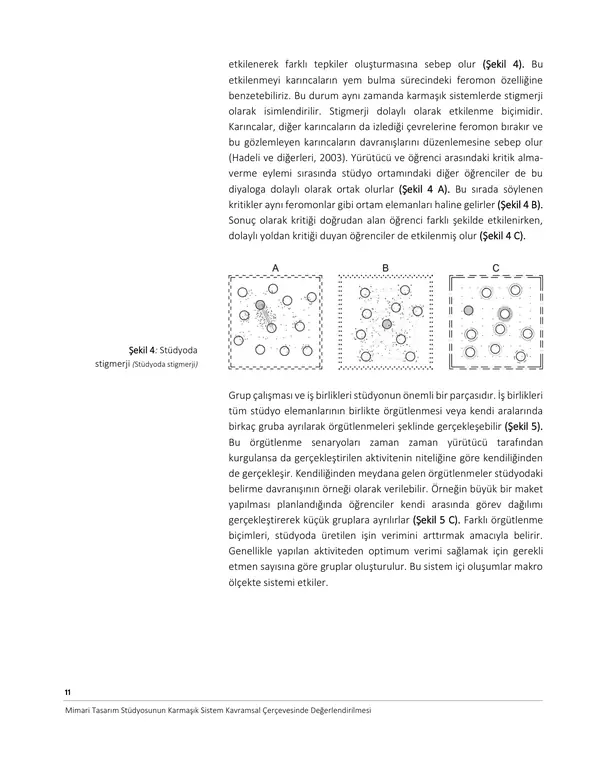 etkilenerek farklı tepkiler oluşturmasına sebep olur (Şekil 4). Bu
etkilenmeyi karıncaların yem bulma sürecindeki feromon özelliğine
benzetebiliriz. Bu durum aynı zamanda karmaşık sistemlerde stigmerji
olarak isimlendirilir. Stigmerji dolaylı olarak etkilenme biçimidir.
Karıncalar, diğer karıncaların da izlediği çevrelerine feromon bırakır ve
bu gözlemleyen karıncaların davranışlarını düzenlemesine sebep olur
(Hadeli ve diğerleri, 2003). Yürütücü ve öğrenci arasındaki kritik alma-
verme eylemi sırasında stüdyo ortamındaki diğer öğrenciler de bu
diyaloga dolaylı olarak ortak olurlar (Şekil 4 A). Bu sırada söylenen
kritikler aynı feromonlar gibi ortam elemanları haline gelirler (Şekil 4 B).
Sonuç olarak kritiği doğrudan alan öğrenci farklı şekilde etkilenirken,
dolaylı yoldan kritiği duyan öğrenciler de etkilenmiş olur (Şekil 4 C).
A B C
Şekil 4: Stüdyoda
stigmerji (Stüdyoda stigmerji)
Grup çalışması ve iş birlikleri stüdyonun önemli bir parçasıdır. İş birlikleri
tüm stüdyo elemanlarının birlikte örgütlenmesi veya kendi aralarında
birkaç gruba ayrılarak örgütlenmeleri şeklinde gerçekleşebilir (Şekil 5).
Bu örgütlenme senaryoları zaman zaman yürütücü tarafından
kurgulansa da gerçekleştirilen aktivitenin niteliğine göre kendiliğinden
de gerçekleşir. Kendiliğinden meydana gelen örgütlenmeler stüdyodaki
belirme davranışının örneği olarak verilebilir. Örneğin büyük bir maket
yapılması planlandığında öğrenciler kendi arasında görev dağılımı
gerçekleştirerek küçük gruplara ayrılırlar (Şekil 5 C). Farklı örgütlenme
biçimleri, stüdyoda üretilen işin verimini arttırmak amacıyla belirir.
Genellikle yapılan aktiviteden optimum verimi sağlamak için gerekli
etmen sayısına göre gruplar oluşturulur. Bu sistem içi oluşumlar makro
ölçekte sistemi etkiler.
11
Mimari Tasarım Stüdyosunun Karmaşık Sistem Kavramsal Çerçevesinde Değerlendirilmesi